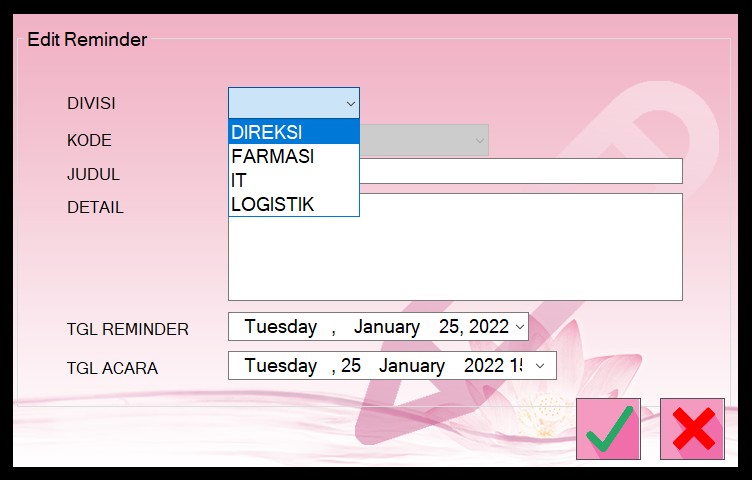 Edit Reminder
DIVISI
DIREKSI
KODE
FARMASI
JUDUL
IT
DETAIL
LOGISTIK
TGL REMINDER Tuesday , January 25, 2022
TGL ACARA Tuesday , 25 January 2022